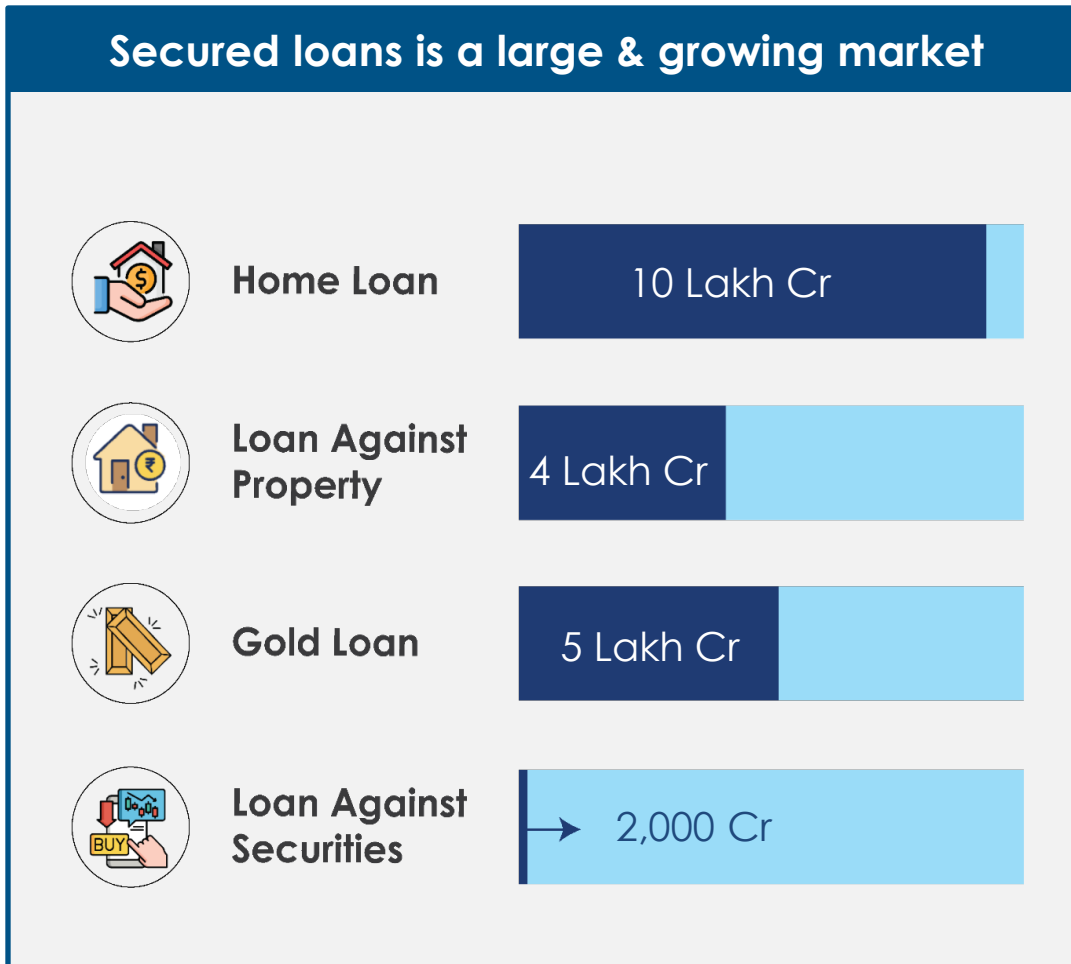 Secured loans is a large & growing market
Home Loan
10 Lakh Cr
Loan Against
Property
4 Lakh Cr
Gold Loan
5 Lakh Cr
BUY
Loan Against
Securities
2,000 Cr